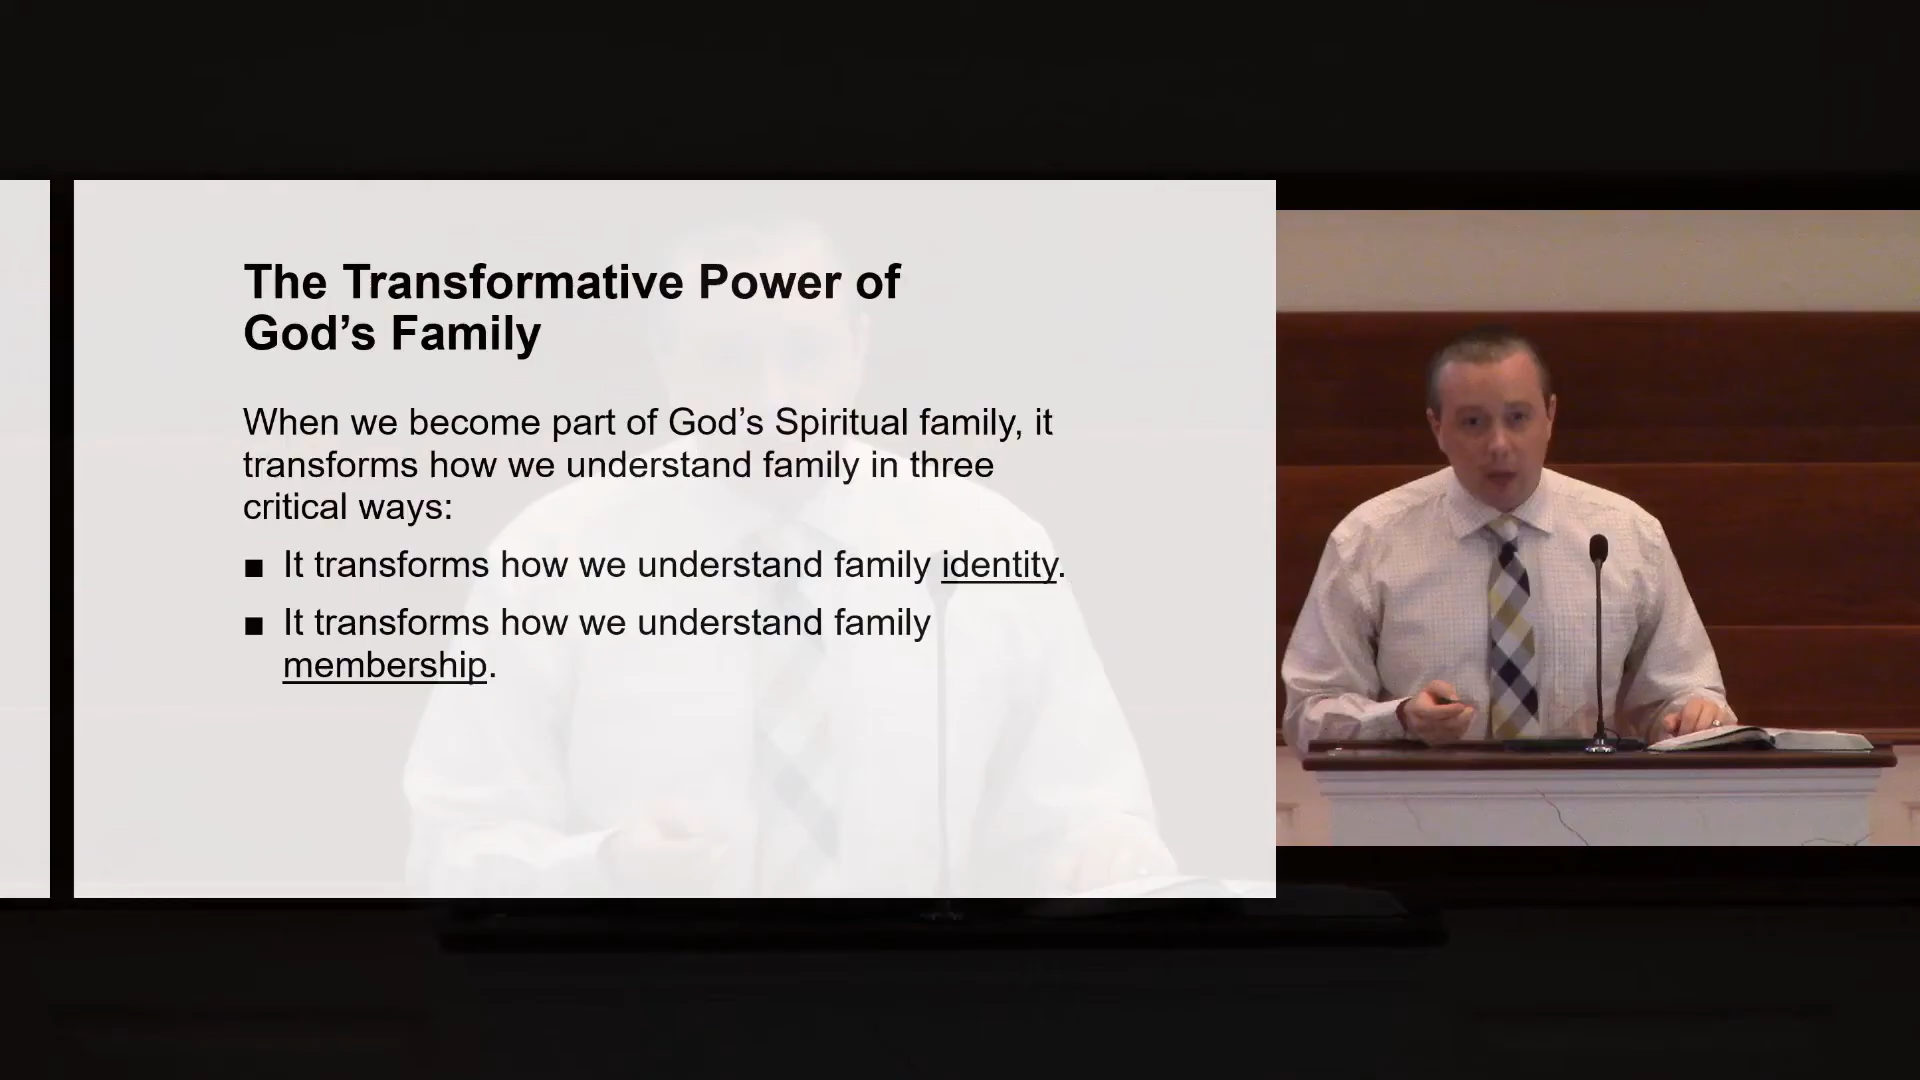 The Transformative Power of
God’s Family
When we become part of God’s Spiritual family, it
transforms how we understand family in three
critical ways:
■ It transforms how we understand family identity.
■ It transforms how we understand family
membership.